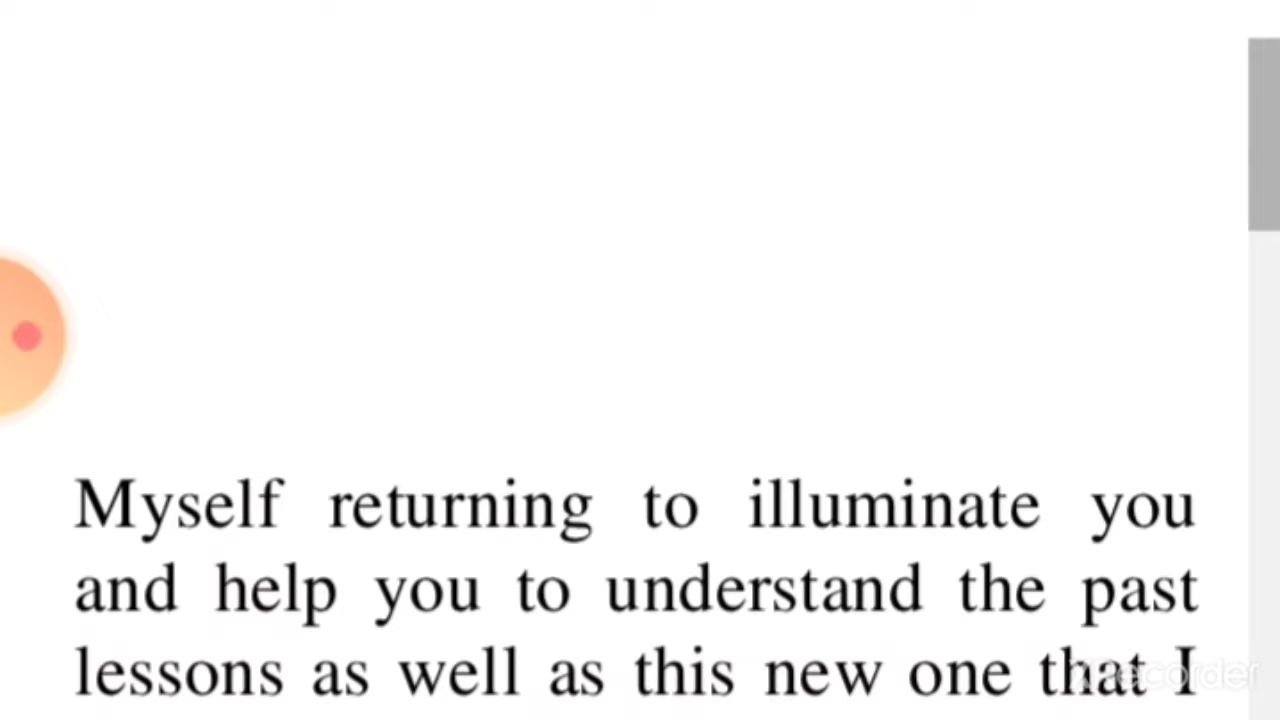 Myself returning to illuminate you
and help you to understand the past
lessons as well as this new one that I
XRecorder